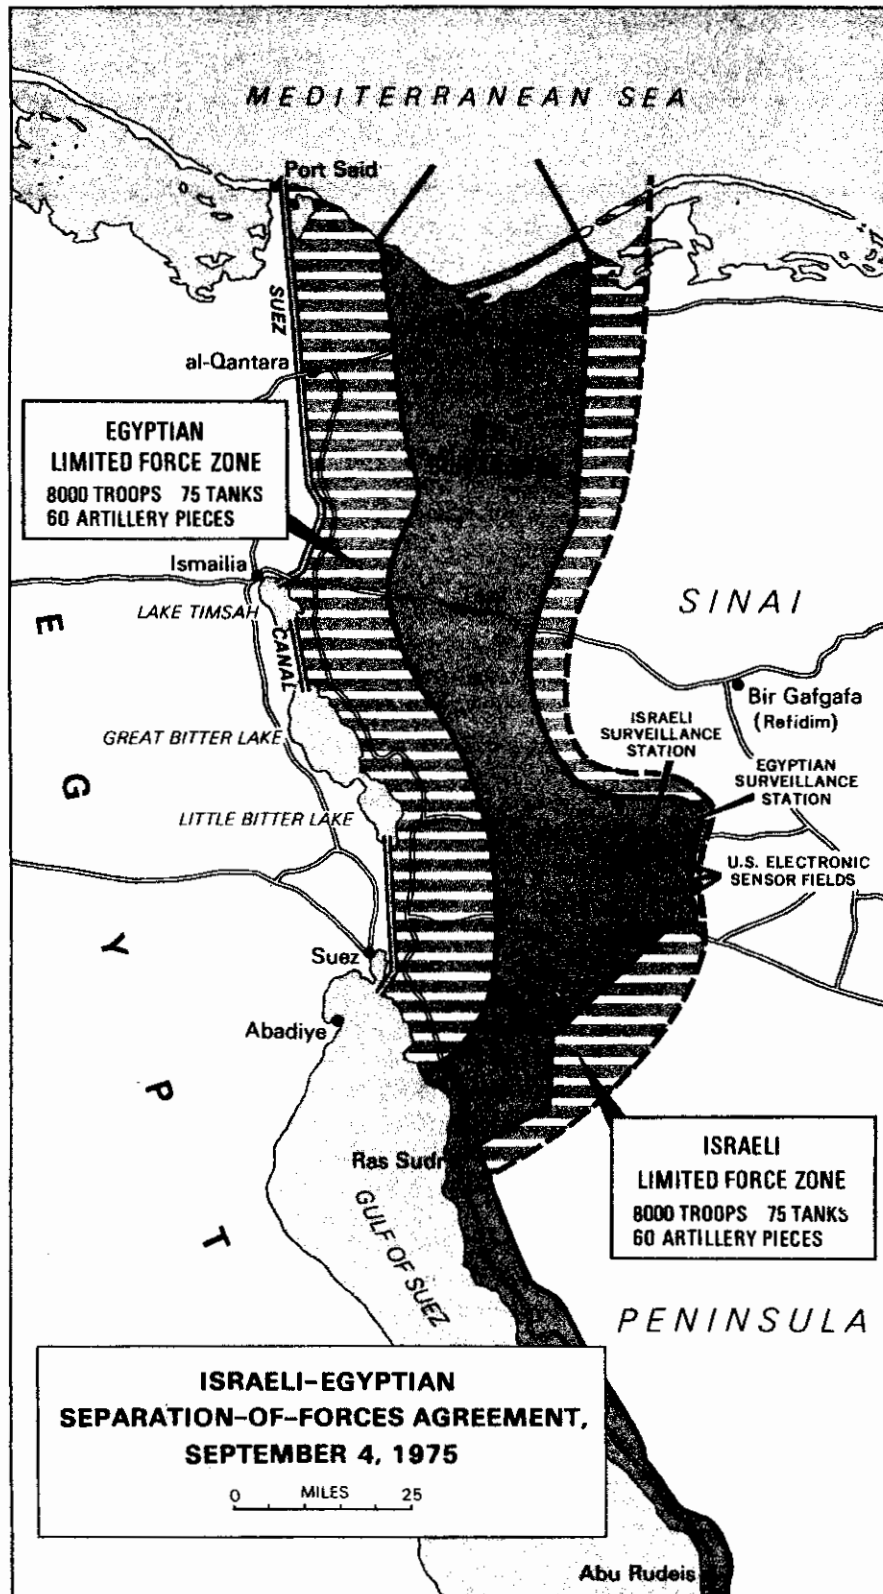 MEDITERRANEAN SEA
Port Said
SUEZ
al-Qantara
EGYPTIAN
LIMITED FORCE ZONE
8000 TROOPS 75 TANKS
60 ARTILLERY PIECES
Ismailia
LAKE TIMSAH
CANAL
SINAI
Bir Gafgafa
(Refidim)
ISRAELI
SURVEILLANCE
STATION
GREAT BITTER LAKE
EGYPTIAN
SURVEILLANCE
STATION
LITTLE BITTER LAKE
U.S. ELECTRONIC
SENSOR FIELDS
EGYPT
Suez
Abadiye
Ras Sudr
ISRAELI
LIMITED FORCE ZONE
8000 TROOPS 75 TANKS
60 ARTILLERY PIECES
GULF OF SUEZ
PENINSULA
ISRAELI-EGYPTIAN
SEPARATION-OF-FORCES AGREEMENT,
SEPTEMBER 4, 1975
0 MILES 25
Abu Rudeis